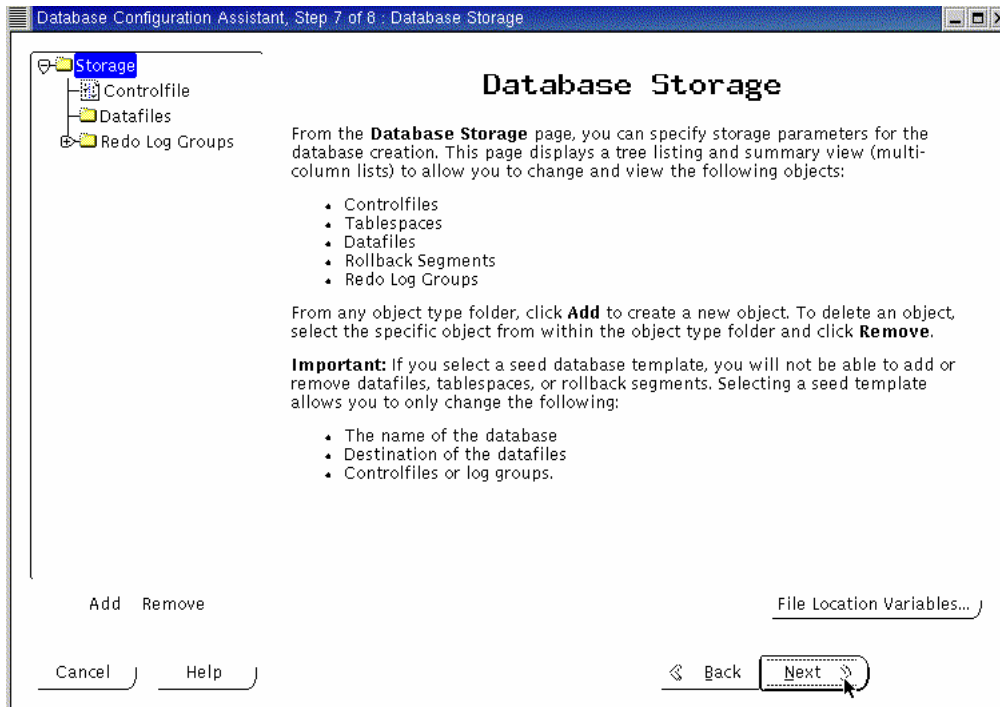 Database Configuration Assistant, Step 7 of 8 : Database Storage
Storage
Controlfile
Datafiles
Redo Log Groups
Database Storage
From the Database Storage page, you can specify storage parameters for the
database creation. This page displays a tree listing and summary view (multi-
column lists) to allow you to change and view the following objects:
Controlfiles
Tablespaces
Datafiles
Rollback Segments
Redo Log Groups
From any object type folder, click Add to create a new object. To delete an object,
select the specific object from within the object type folder and click Remove.
Important: If you select a seed database template, you will not be able to add or
remove datafiles, tablespaces, or rollback segments. Selecting a seed template
allows you to only change the following:
The name of the database
Destination of the datafiles
Controlfiles or log groups.
Add Remove
File Location Variables...
Cancel Help Back Next